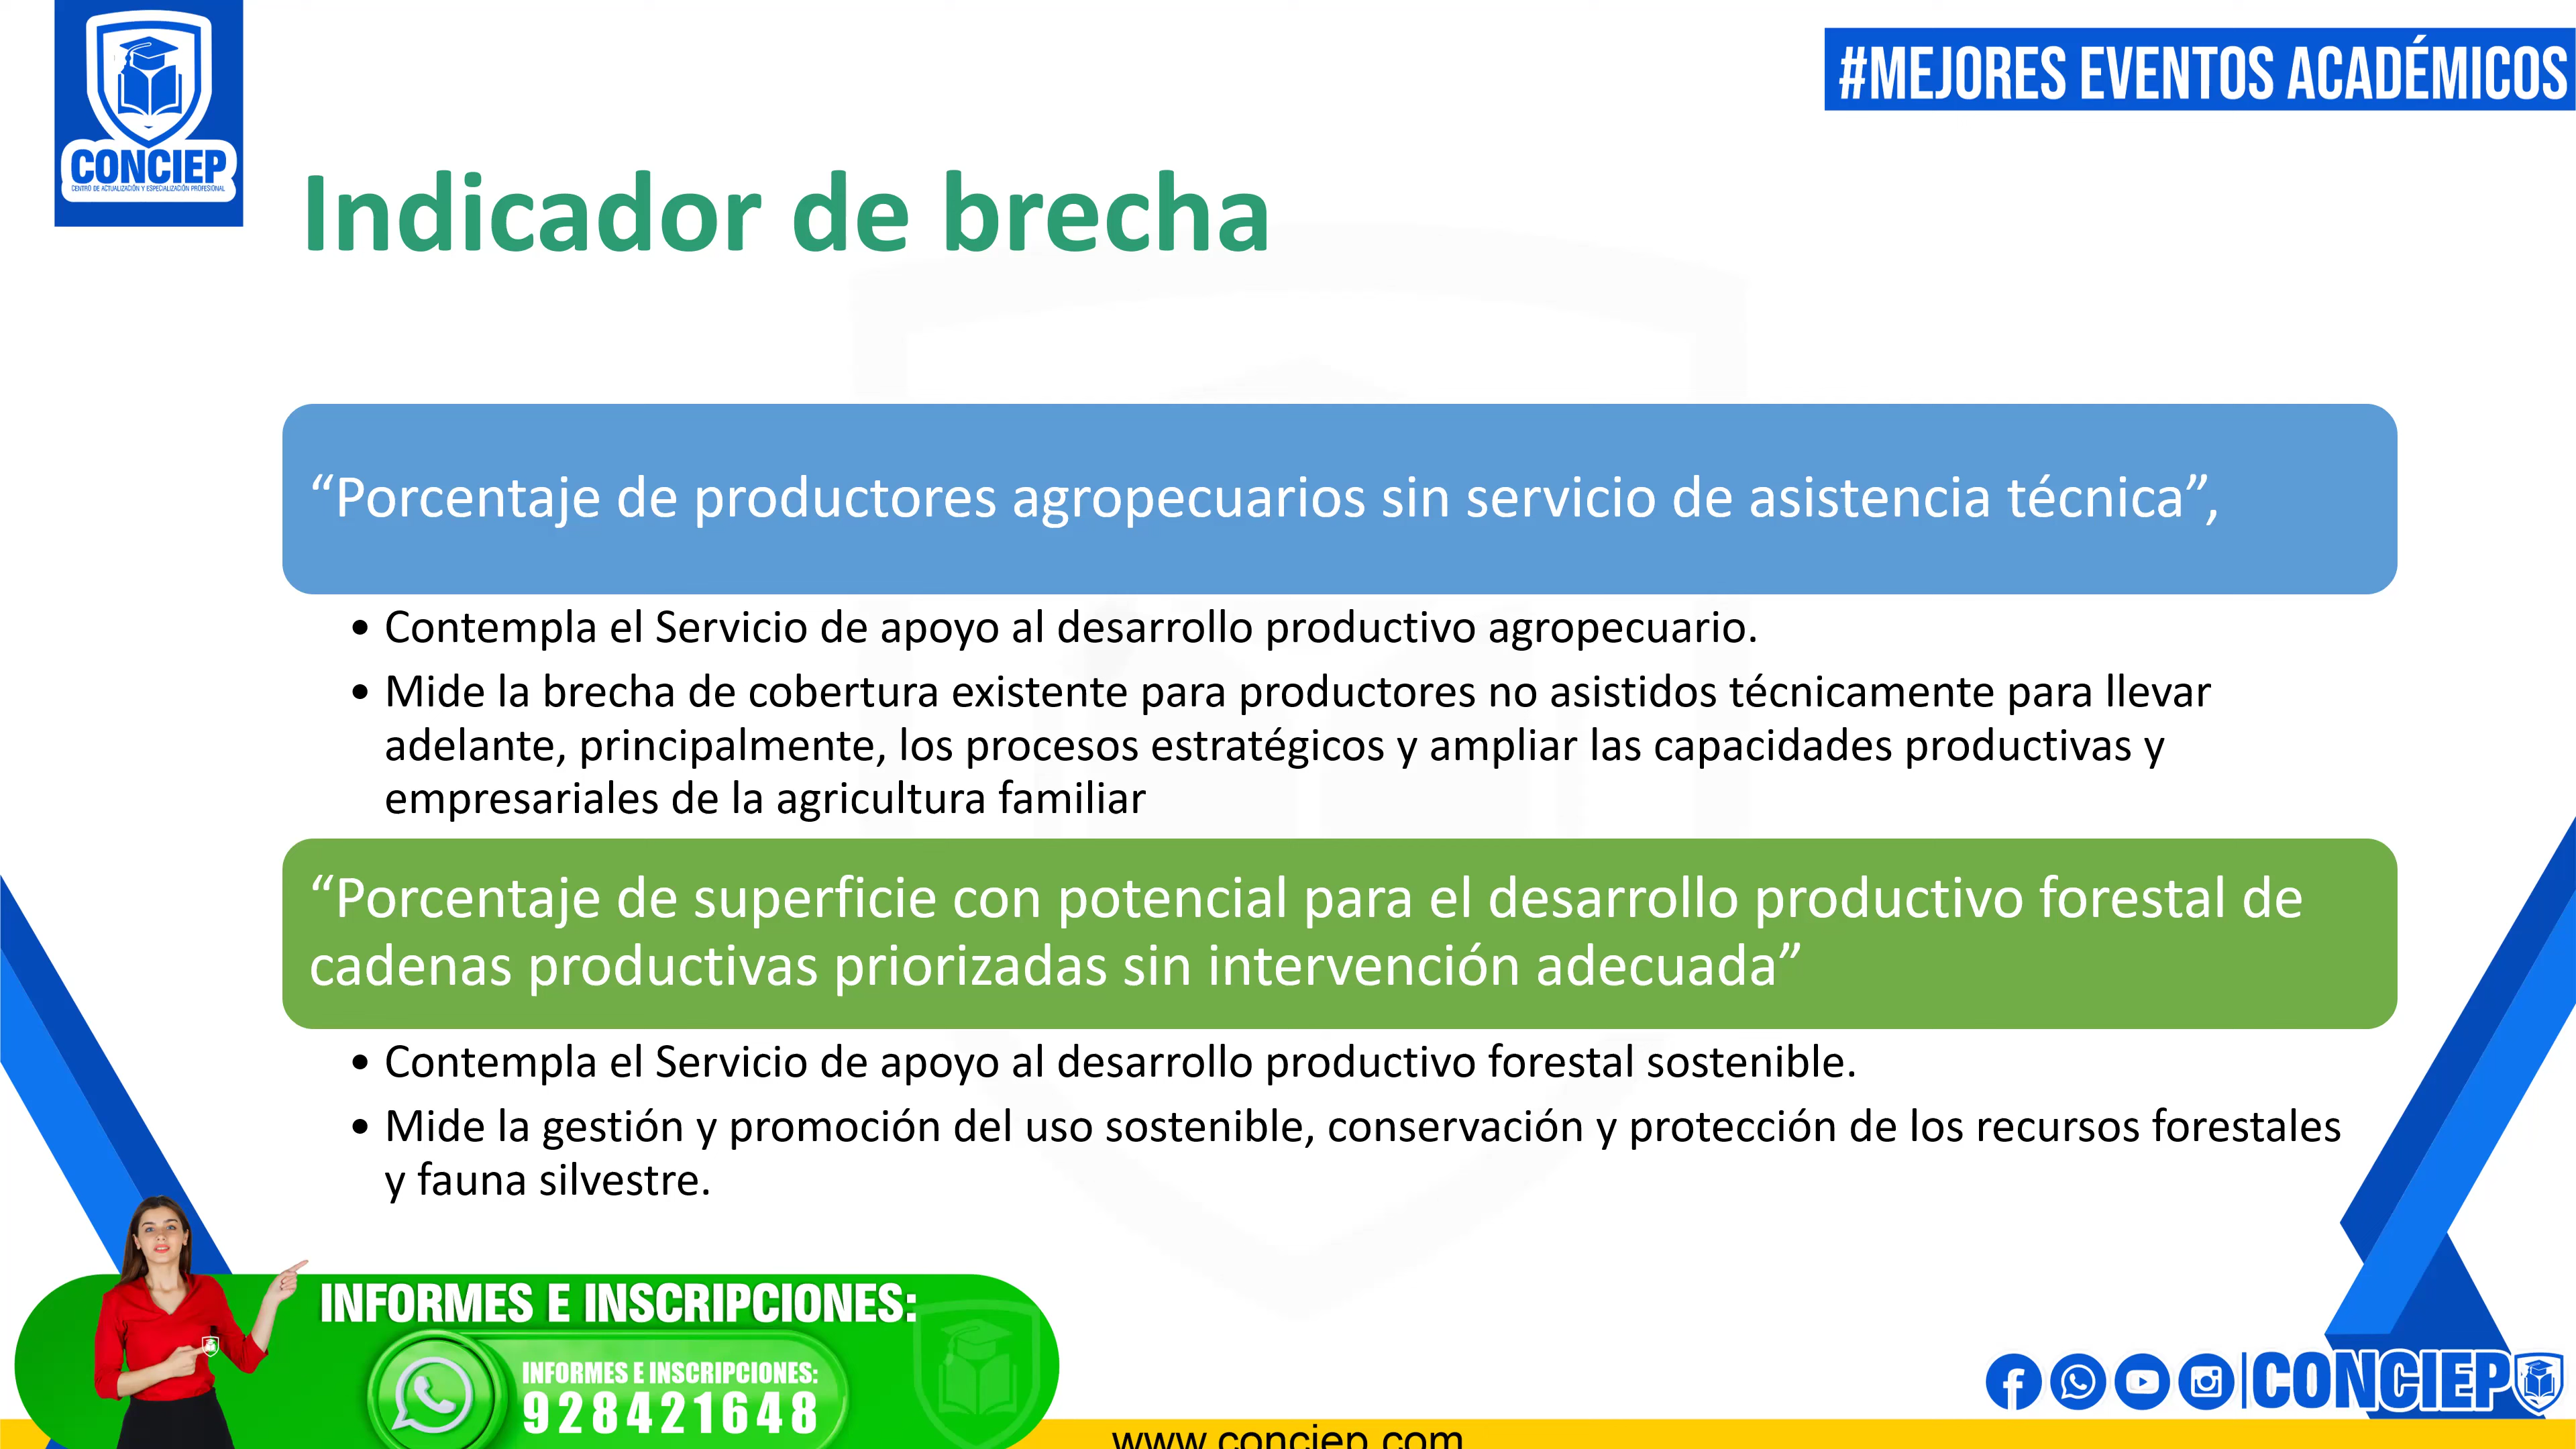 CONCIEP
CENTRO DE ACTUALIZACIÓN Y ESPECIALIZACIÓN PROFESIONAL
#MEJORES EVENTOS ACADÉMICOS
Indicador de brecha
“Porcentaje de productores agropecuarios sin servicio de asistencia técnica”,
• Contempla el Servicio de apoyo al desarrollo productivo agropecuario.
• Mide la brecha de cobertura existente para productores no asistidos técnicamente para llevar
adelante, principalmente, los procesos estratégicos y ampliar las capacidades productivas y
empresariales de la agricultura familiar
“Porcentaje de superficie con potencial para el desarrollo productivo forestal de
cadenas productivas priorizadas sin intervención adecuada”
• Contempla el Servicio de apoyo al desarrollo productivo forestal sostenible.
• Mide la gestión y promoción del uso sostenible, conservación y protección de los recursos forestales
y fauna silvestre.
INFORMES E INSCRIPCIONES:
INFORMES E INSCRIPCIONES:
928421648
CONCIEP
www.conciep.com